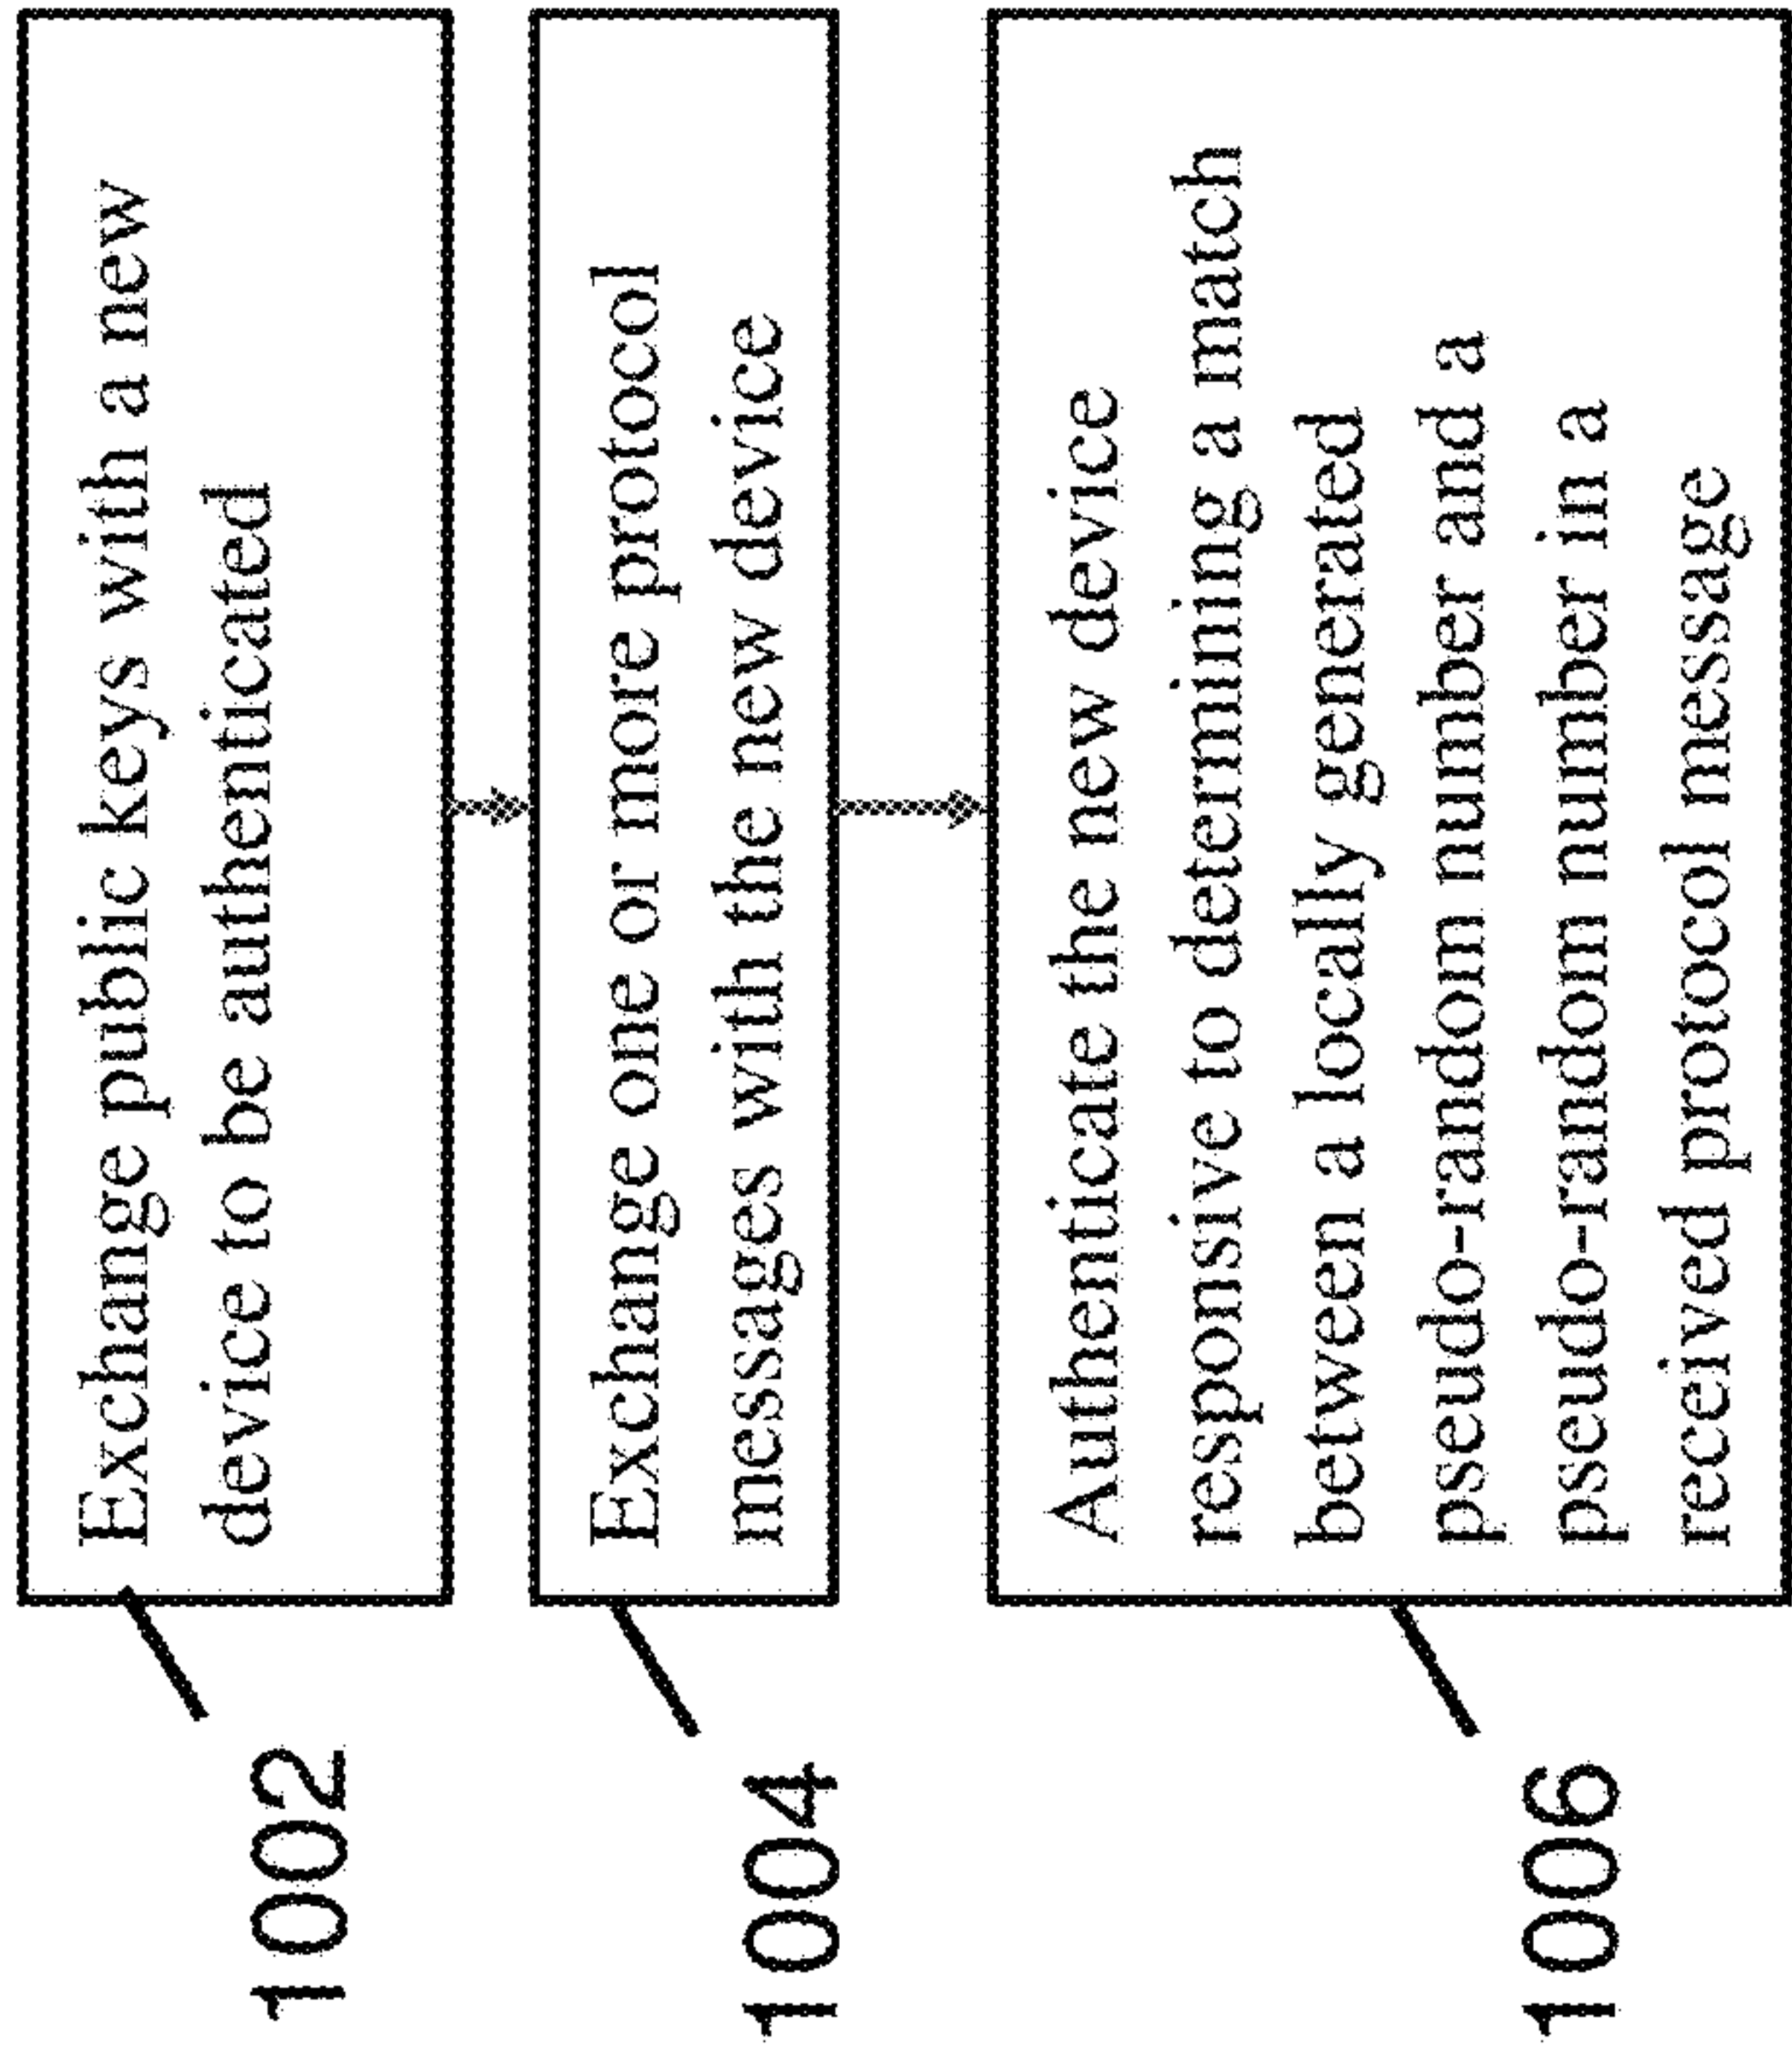 1002
Exchange public keys with a new
device to be authenticated
1004
Exchange one or more protocol
messages with the new device
1006
Authenticate the new device
responsive to determining a match
between a locally generated
pseudo-random number and a
pseudo-random number in a
received protocol message